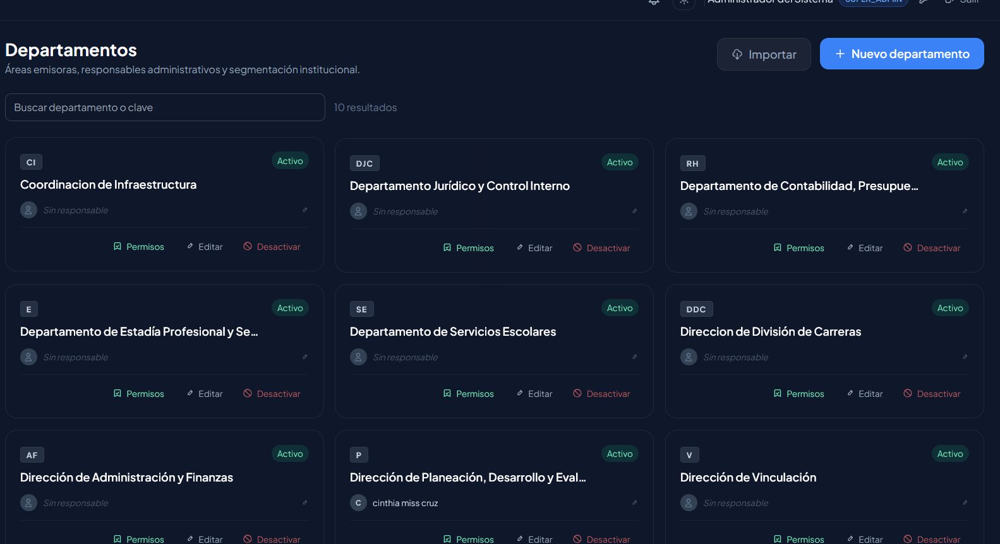 Administrador del Sistema SUPER_ADMIN Salir
Departamentos
Áreas emisoras, responsables administrativos y segmentación institucional.
Importar
+ Nuevo departamento
Buscar departamento o clave
10 resultados
CI
Activo
Coordinacion de Infraestructura
Sin responsable
Permisos Editar Desactivar
DJC
Activo
Departamento Jurídico y Control Interno
Sin responsable
Permisos Editar Desactivar
RH
Activo
Departamento de Contabilidad, Presupue...
Sin responsable
Permisos Editar Desactivar
E
Activo
Departamento de Estadía Profesional y Se...
Sin responsable
Permisos Editar Desactivar
SE
Activo
Departamento de Servicios Escolares
Sin responsable
Permisos Editar Desactivar
DDC
Activo
Direccion de División de Carreras
Sin responsable
Permisos Editar Desactivar
AF
Activo
Dirección de Administración y Finanzas
Sin responsable
Permisos Editar Desactivar
P
Activo
Dirección de Planeación, Desarrollo y Eval...
C cinthia miss cruz
Permisos Editar Desactivar
V
Activo
Dirección de Vinculación
Sin responsable
Permisos Editar Desactivar